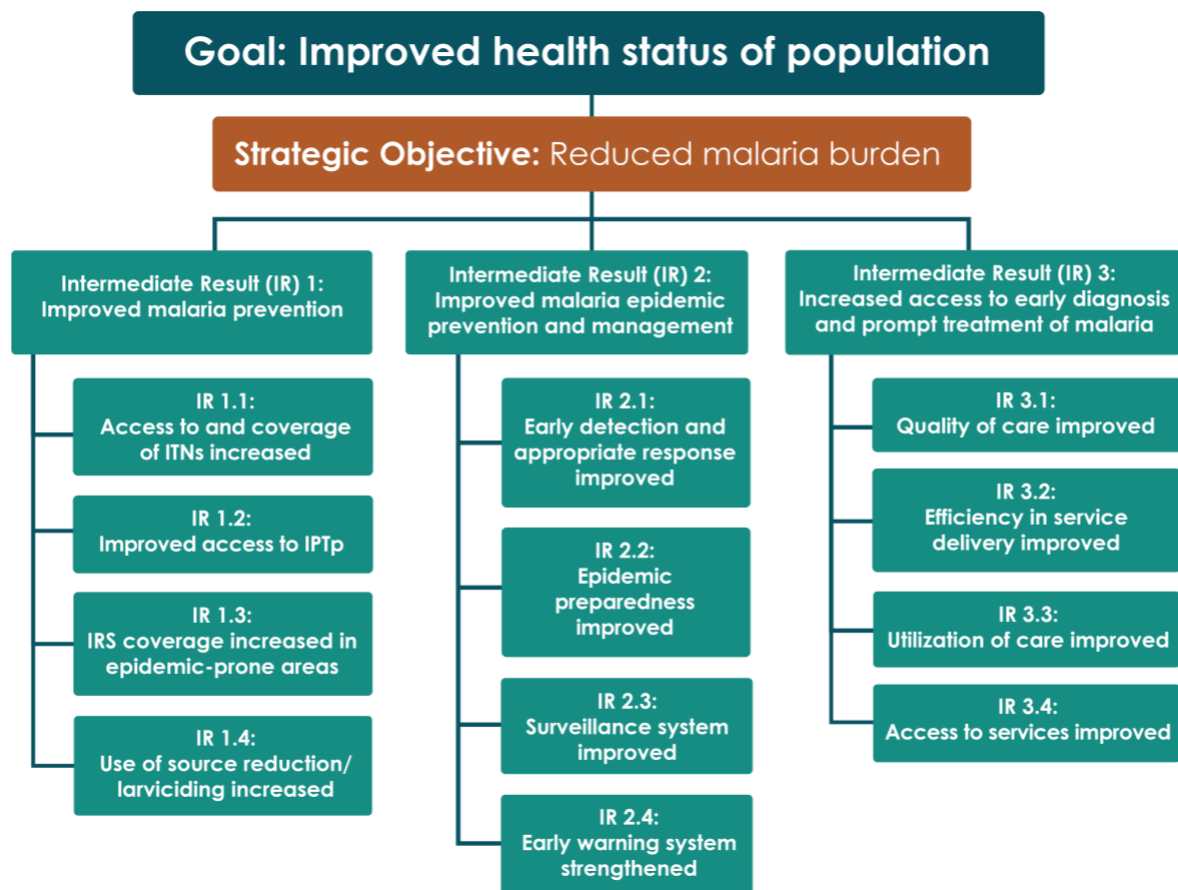 Goal: Improved health status of population
Strategic Objective: Reduced malaria burden
Intermediate Result (IR) 1:
Improved malaria prevention
IR 1.1:
Access to and coverage
of ITNs increased
IR 1.2:
Improved access to IPTp
IR 1.3:
IRS coverage increased in
epidemic-prone areas
IR 1.4:
Use of source reduction/
larviciding increased
Intermediate Result (IR) 2:
Improved malaria epidemic
prevention and management
IR 2.1:
Early detection and
appropriate response
improved
IR 2.2:
Epidemic
preparedness
improved
IR 2.3:
Surveillance system
improved
IR 2.4:
Early warning system
strengthened
Intermediate Result (IR) 3:
Increased access to early diagnosis
and prompt treatment of malaria
IR 3.1:
Quality of care improved
IR 3.2:
Efficiency in service
delivery improved
IR 3.3:
Utilization of care improved
IR 3.4:
Access to services improved